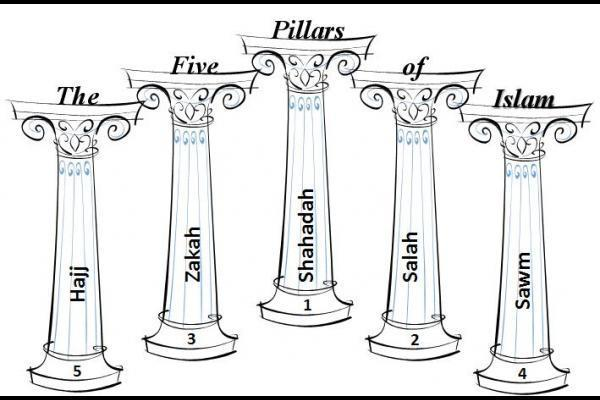 The Five Pillars of Islam
Hajj
Zakah
Shahadah
Salah
Sawm
5
3
1
2
4